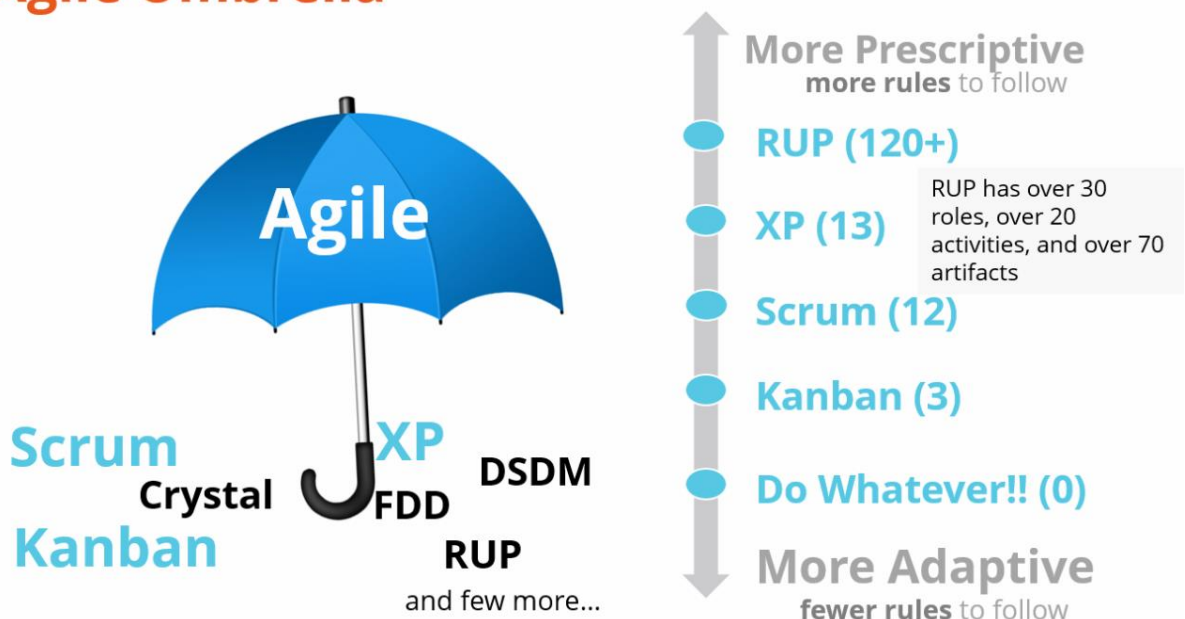 Agile Umbrella
Agile
Scrum
XP
Crystal
DSDM
FDD
Kanban
RUP
and few more...
More Prescriptive
more rules to follow
RUP (120+)
RUP has over 30
roles, over 20
activities, and over 70
artifacts
XP (13)
Scrum (12)
Kanban (3)
Do Whatever!! (0)
More Adaptive
fewer rules to follow